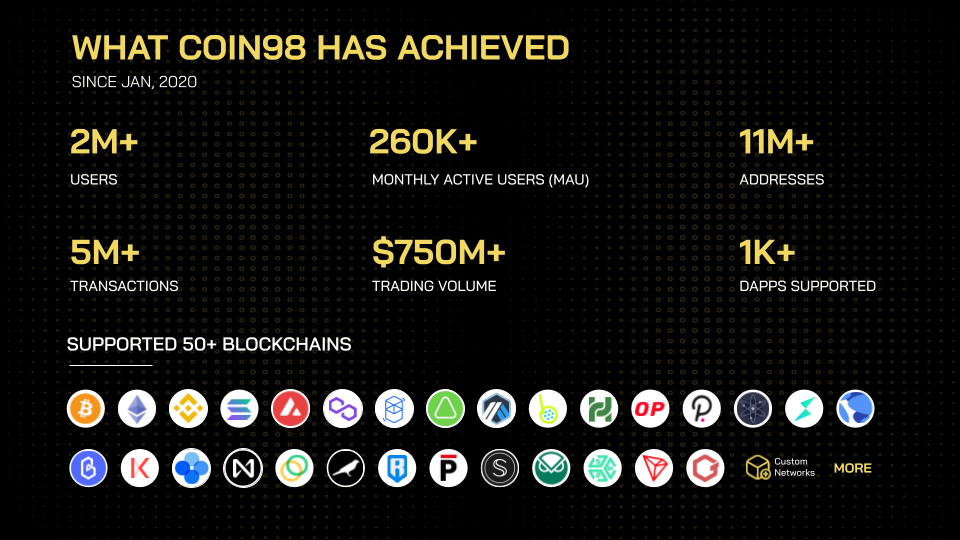 WHAT COIN98 HAS ACHIEVED
SINCE JAN, 2020
2M+
USERS
260K+
MONTHLY ACTIVE USERS (MAU)
11M+
ADDRESSES
5M+
TRANSACTIONS
$750M+
TRADING VOLUME
1K+
DAPPS SUPPORTED
SUPPORTED 50+ BLOCKCHAINS
OP
Custom
Networks
MORE